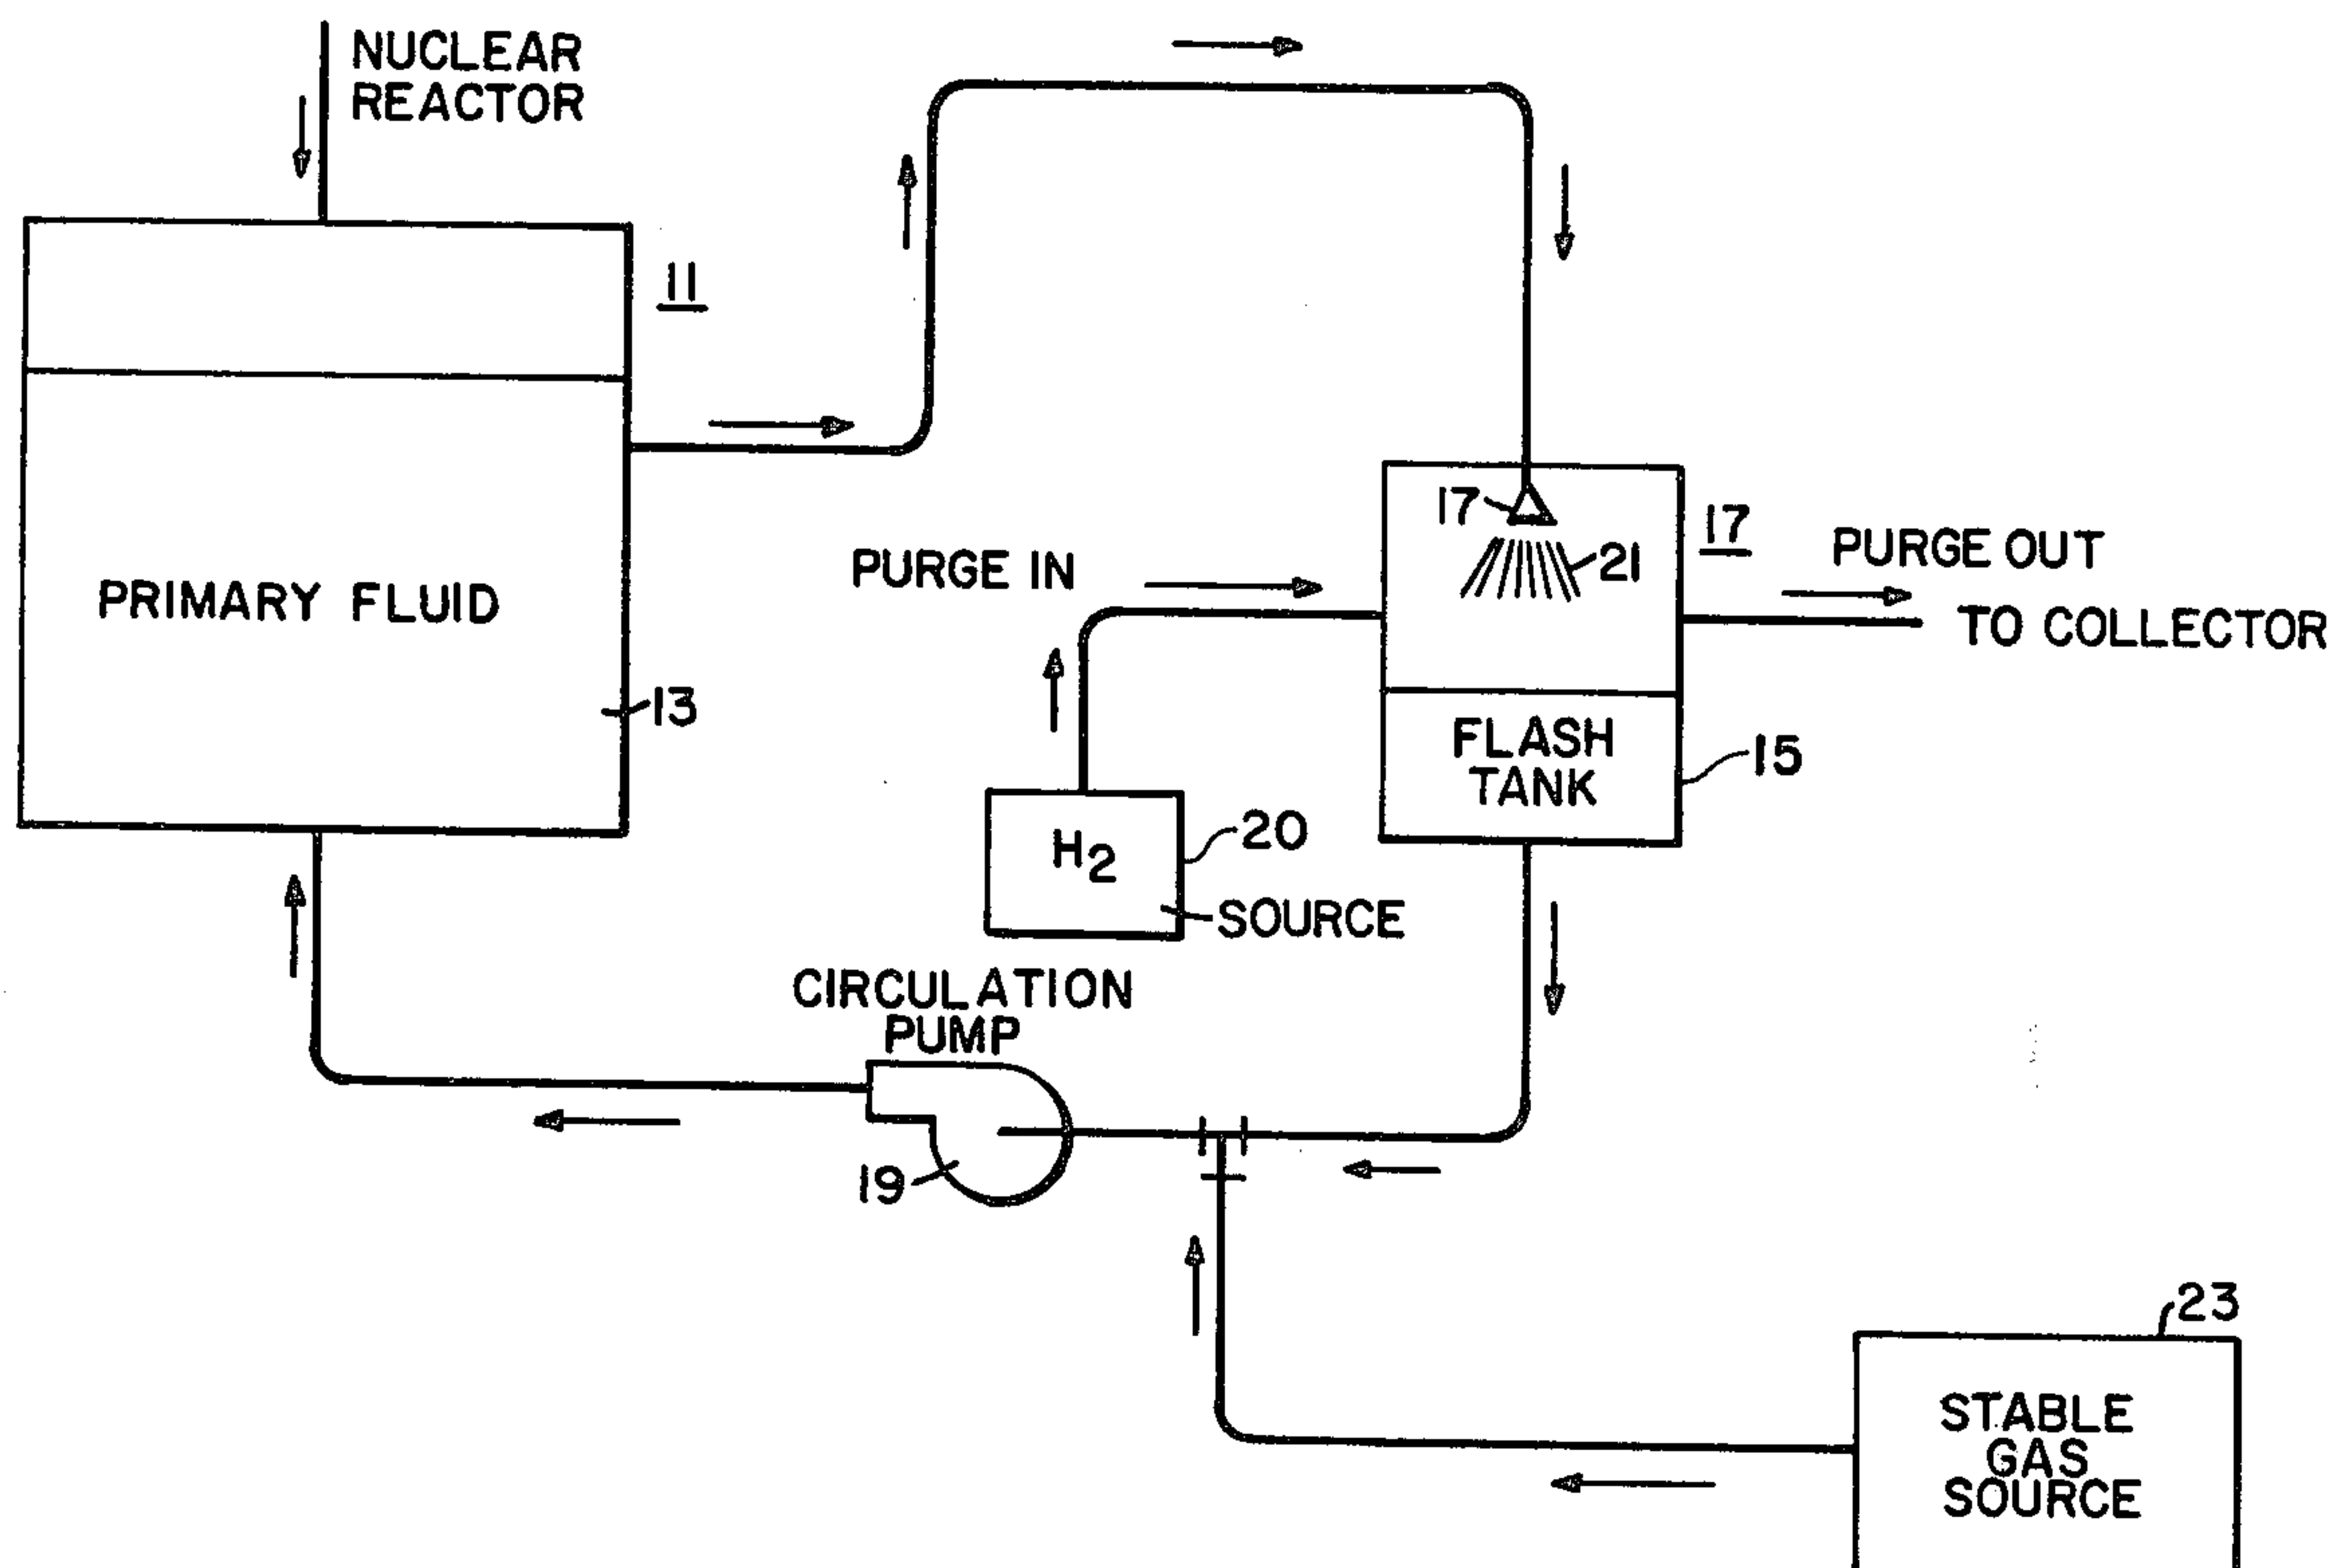 NUCLEAR
REACTOR
11
PRIMARY FLUID
13
17
21
17
PURGE IN
PURGE OUT
TO COLLECTOR
FLASH
TANK
15
H2
20
SOURCE
CIRCULATION
PUMP
19
23
STABLE
GAS
SOURCE